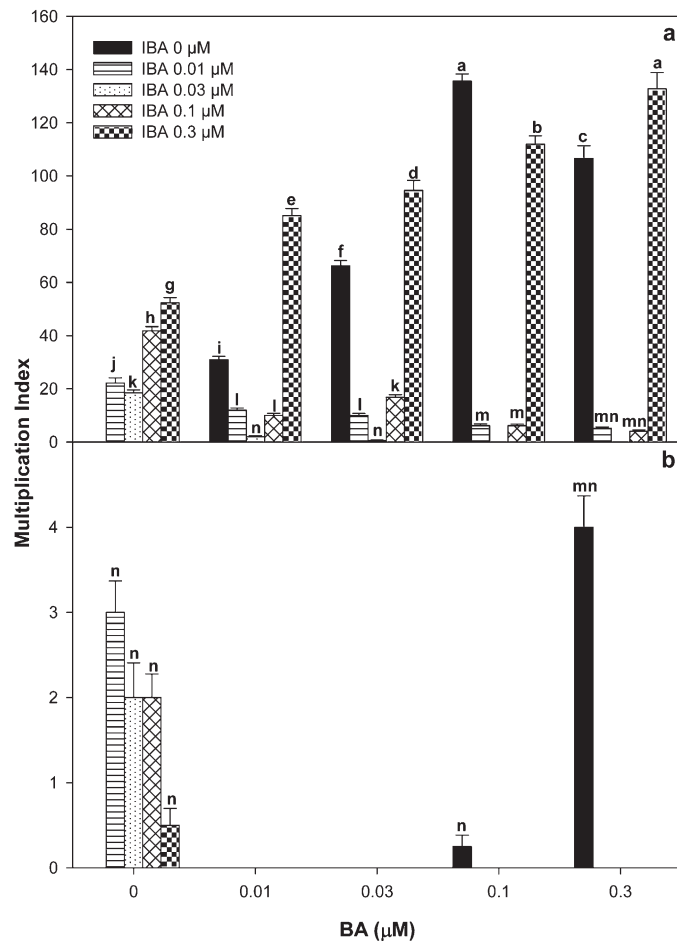 160
140
120
100
80
60
40
20
0
a
IBA 0 µM
IBA 0.01 µM
IBA 0.03 µM
IBA 0.1 µM
IBA 0.3 µM
j
k
h
g
i
l
n
l
e
f
l
n
k
d
a
m
m
b
c
mn
mn
a
Multiplication Index
b
4
3
2
1
0
n
n
n
n
n
mn
0
0.01
0.03
0.1
0.3
BA (µM)